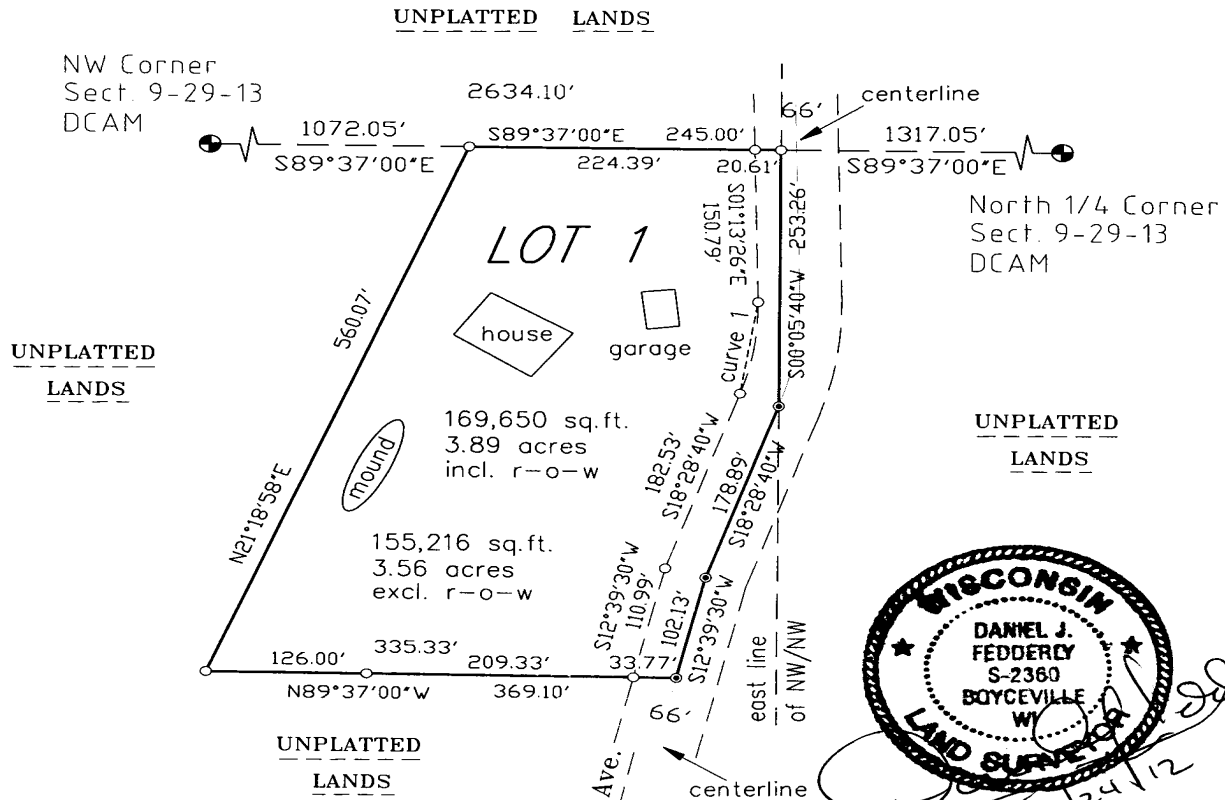 UNPLATTED LANDS
NW Corner
Sect. 9-29-13
DCAM
2634.10'
66'
centerline
1072.05'
S89°37'00"E
S89°37'00"E
245.00'
224.39'
20.61'
1317.05'
S89°37'00"E
North 1/4 Corner
Sect. 9-29-13
DCAM
S01°13'26"E
150.79'
S00°05'40"W 253.26'
LOT 1
house
garage
curve 1
560.07'
N21°18'58"E
UNPLATTED
LANDS
mound
169,650 sq.ft.
3.89 acres
incl. r-o-w
182.53'
S18°28'40"W
178.89'
S18°28'40"W
UNPLATTED
LANDS
155,216 sq.ft.
3.56 acres
excl. r-o-w
S12°39'30"W
110.99'
102.13'
S12°39'30"W
east line
of NW/NW
126.00'
335.33'
209.33'
33.77'
N89°37'00"W
369.10'
66'
UNPLATTED
LANDS
Ave.
centerline
WISCONSIN
DANIEL J.
FEDDERLY
S-2360
BOYCEVILLE
WI
LAND SURVEYOR